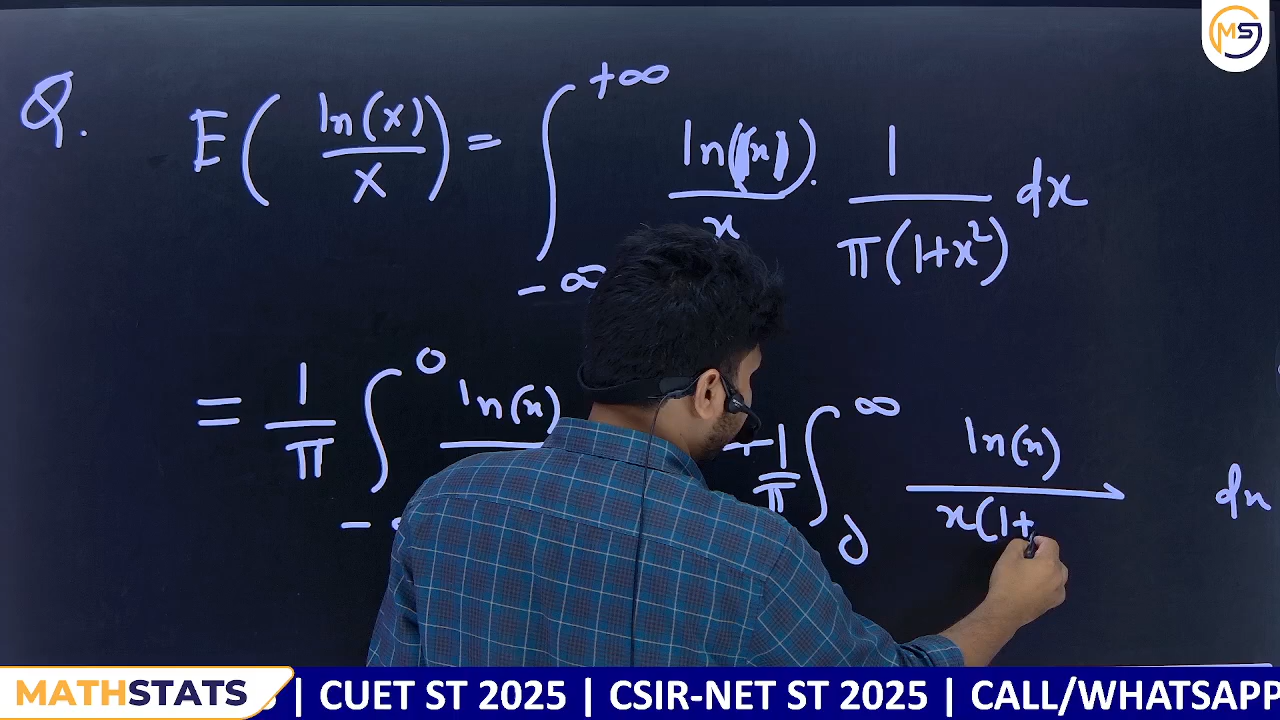 MS
Q. E( ln(x)/x ) = ∫_{-∞}^{+∞} ln(x)/x · 1/π(1+x²) dx
= 1/π ∫^{0} ln(x) + 1/π ∫_{0}^{∞} ln(x)/x(1+ dx
MATHSTATS | CUET ST 2025 | CSIR-NET ST 2025 | CALL/WHATSAPP